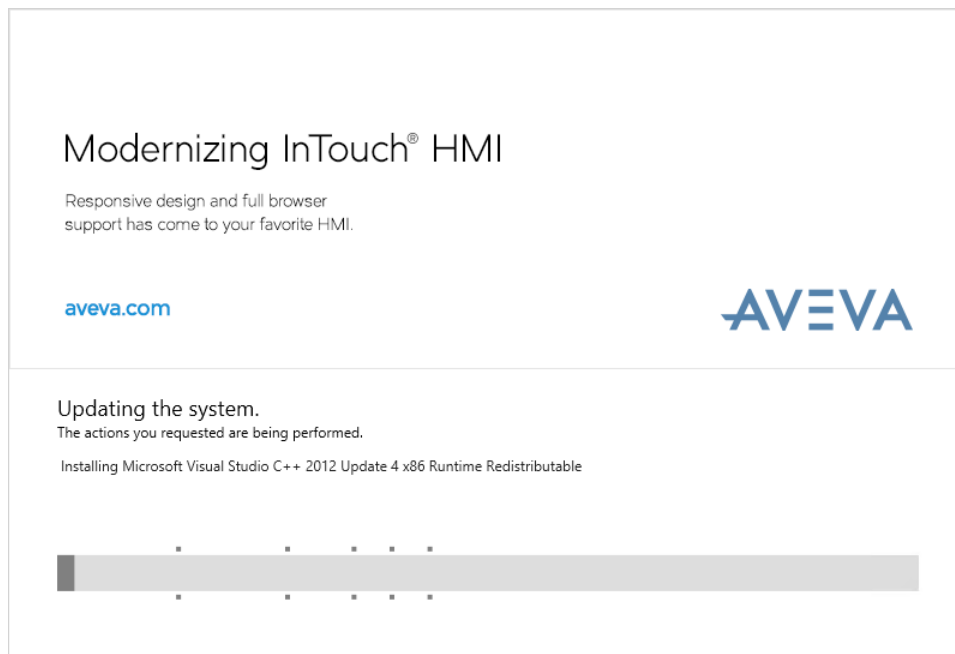 Modernizing InTouch® HMI
Responsive design and full browser
support has come to your favorite HMI.
aveva.com
AVEVA
Updating the system.
The actions you requested are being performed.
Installing Microsoft Visual Studio C++ 2012 Update 4 x86 Runtime Redistributable